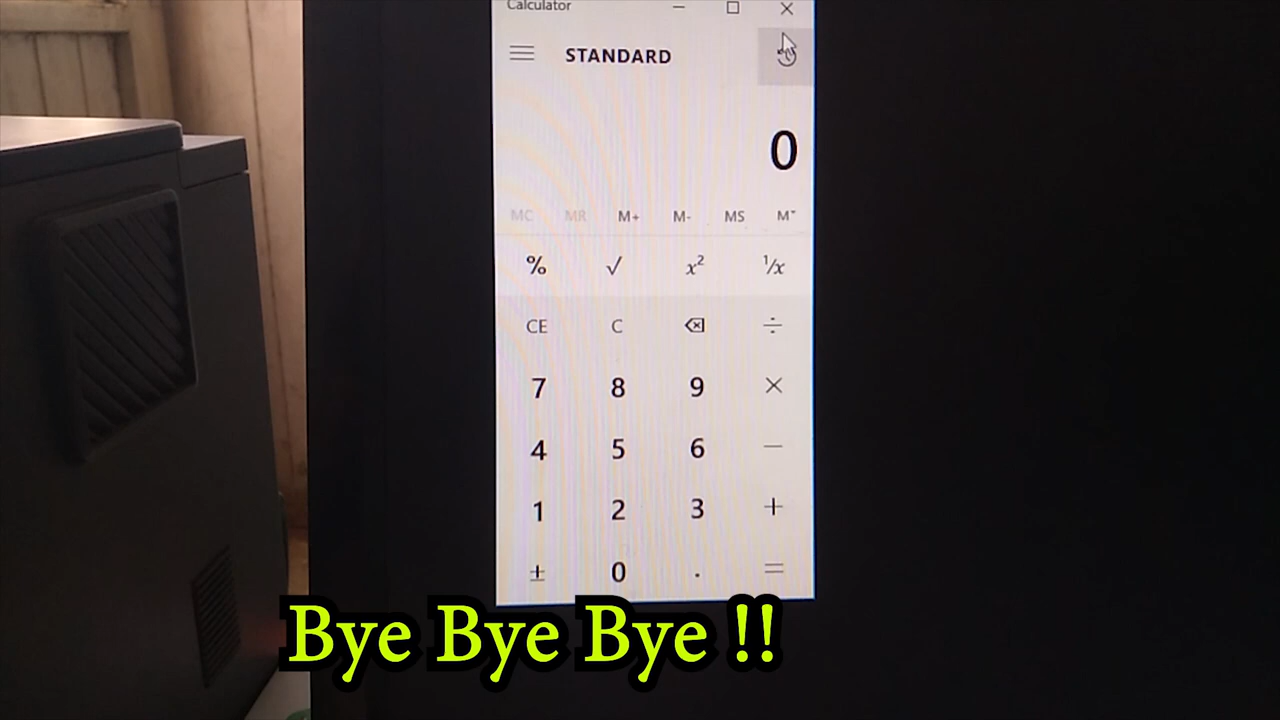 Calculator
STANDARD
0
MC MR M+ M- MS M˅
% √ x² ¹/x
CE C ÷
7 8 9 ×
4 5 6 −
1 2 3 +
± 0 . =
Bye Bye Bye !!